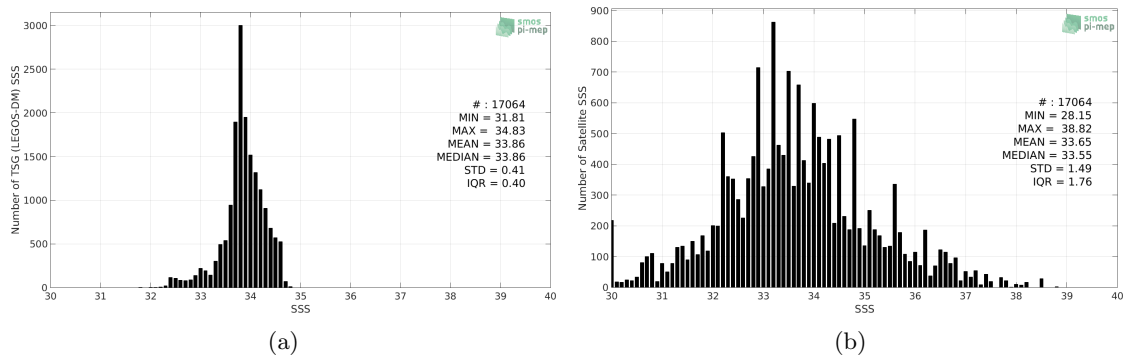 3000
2500
2000
1500
1000
500
0
Number of TSG (LEGOS-DM) SSS
30 31 32 33 34 35 36 37 38 39 40
SSS
smos
pi-mep
# : 17064
MIN = 31.81
MAX = 34.83
MEAN = 33.86
MEDIAN = 33.86
STD = 0.41
IQR = 0.40
(a)
900
800
700
600
500
400
300
200
100
0
Number of Satellite SSS
30 31 32 33 34 35 36 37 38 39 40
SSS
smos
pi-mep
# : 17064
MIN = 28.15
MAX = 38.82
MEAN = 33.65
MEDIAN = 33.55
STD = 1.49
IQR = 1.76
(b)